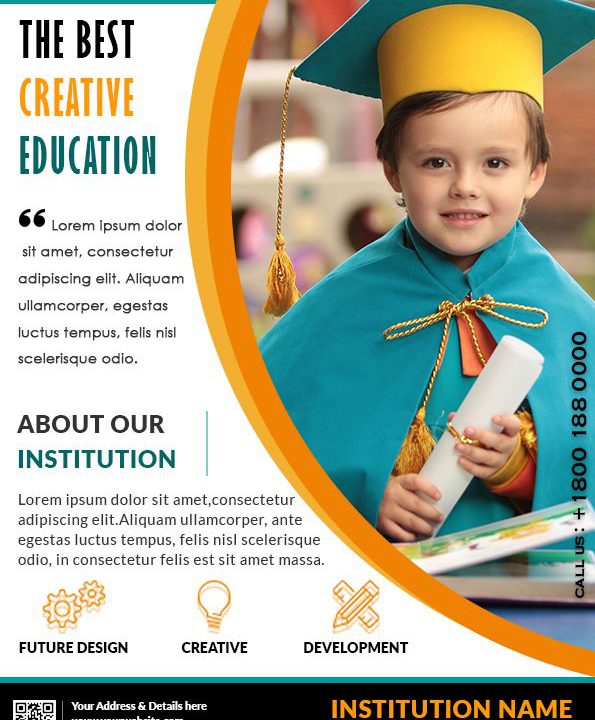 THE BEST
CREATIVE
EDUCATION
“ Lorem ipsum dolor
sit amet, consectetur
adipiscing elit. Aliquam
ullamcorper, egestas
luctus tempus, felis nisl
scelerisque odio.
ABOUT OUR
INSTITUTION
Lorem ipsum dolor sit amet,consectetur
adipiscing elit.Aliquam ullamcorper, ante
egestas luctus tempus, felis nisl scelerisque
odio, in consectetur felis est sit amet massa.
FUTURE DESIGN
CREATIVE
DEVELOPMENT
CALL US : +1800 188 0000
Your Address & Details here
INSTITUTION NAME